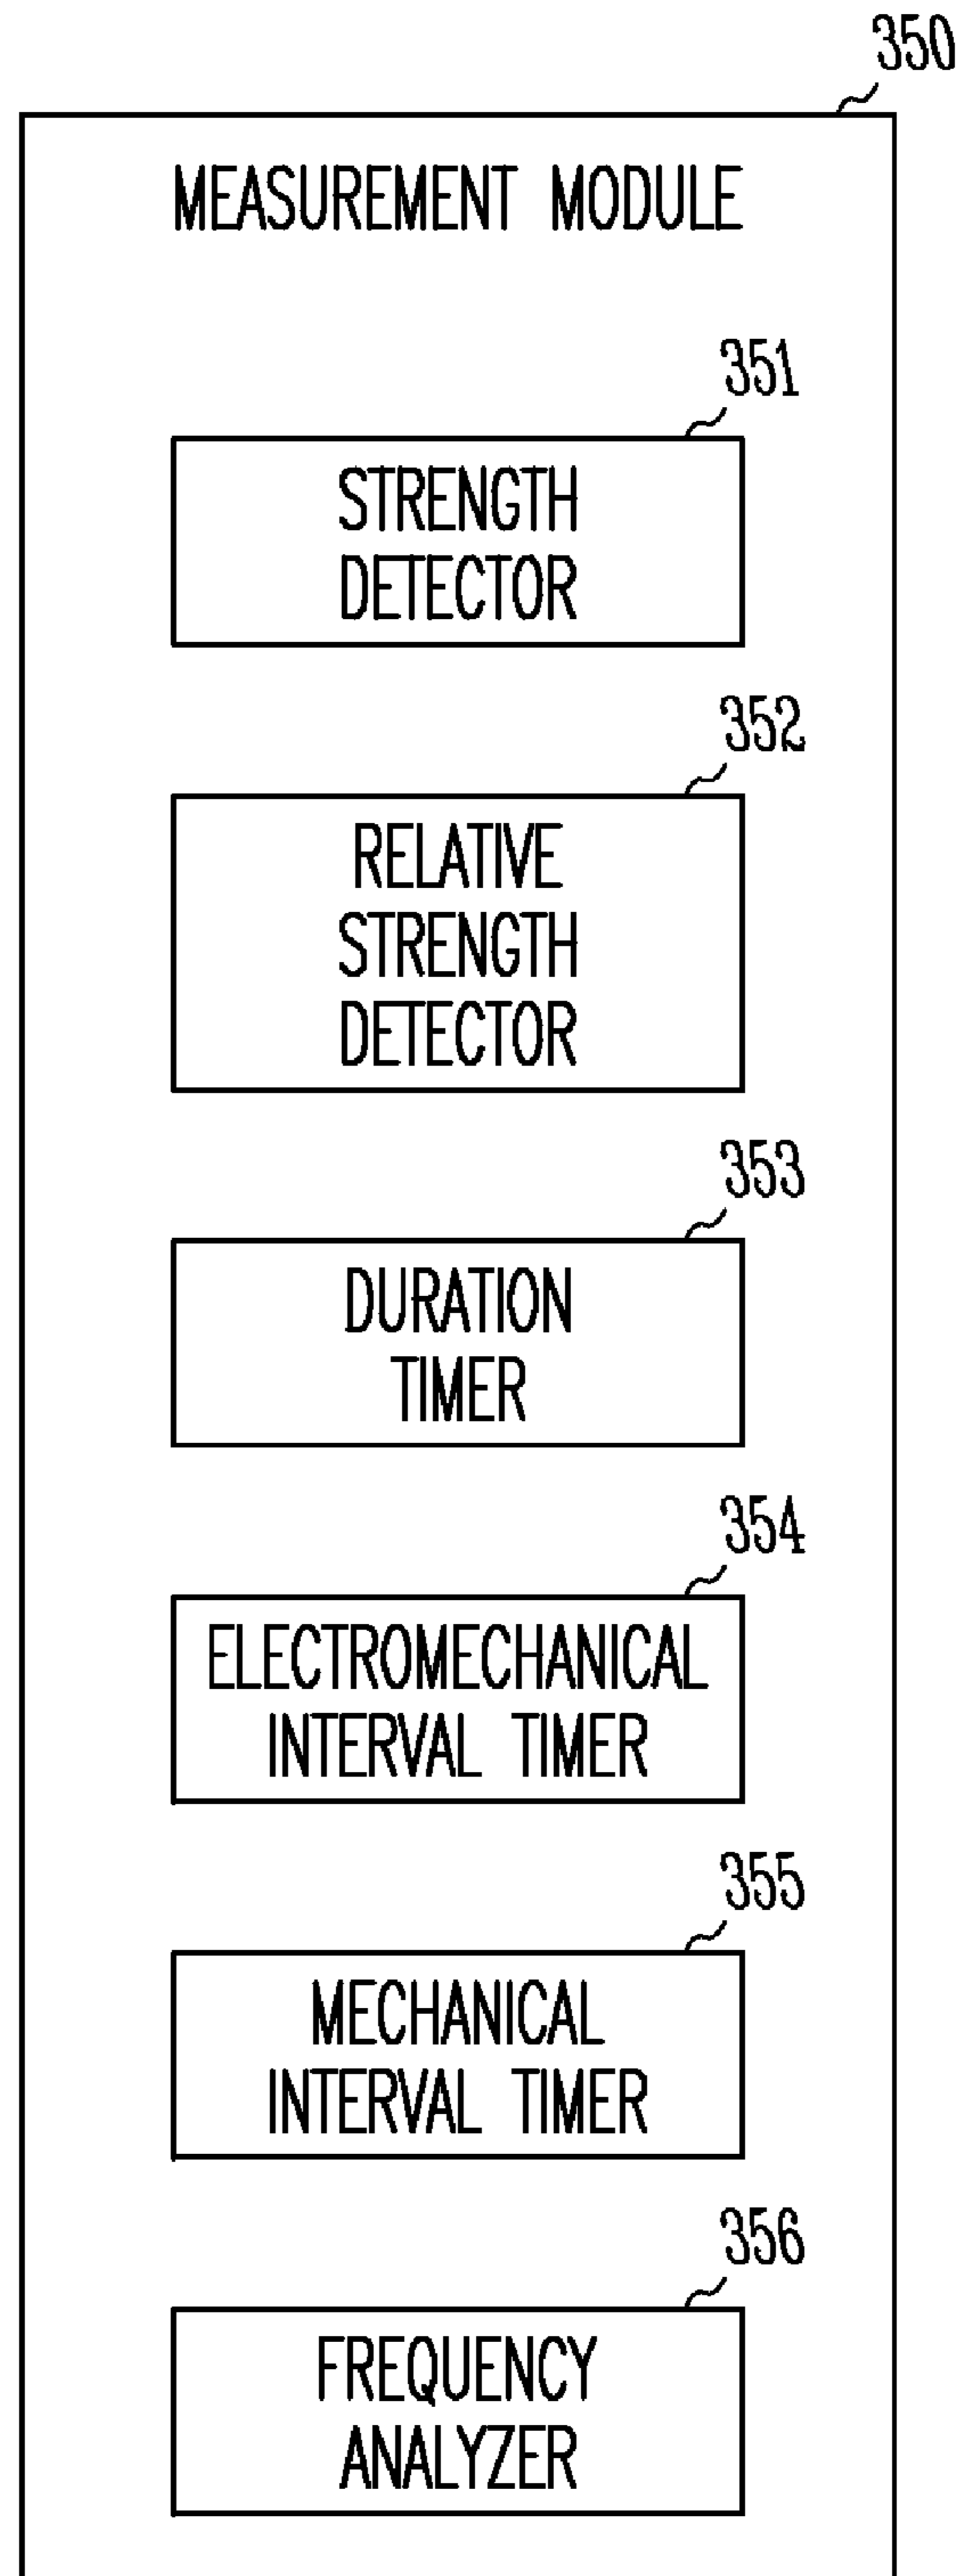 350
MEASUREMENT MODULE
351
STRENGTH
DETECTOR
352
RELATIVE
STRENGTH
DETECTOR
353
DURATION
TIMER
354
ELECTROMECHANICAL
INTERVAL TIMER
355
MECHANICAL
INTERVAL TIMER
356
FREQUENCY
ANALYZER